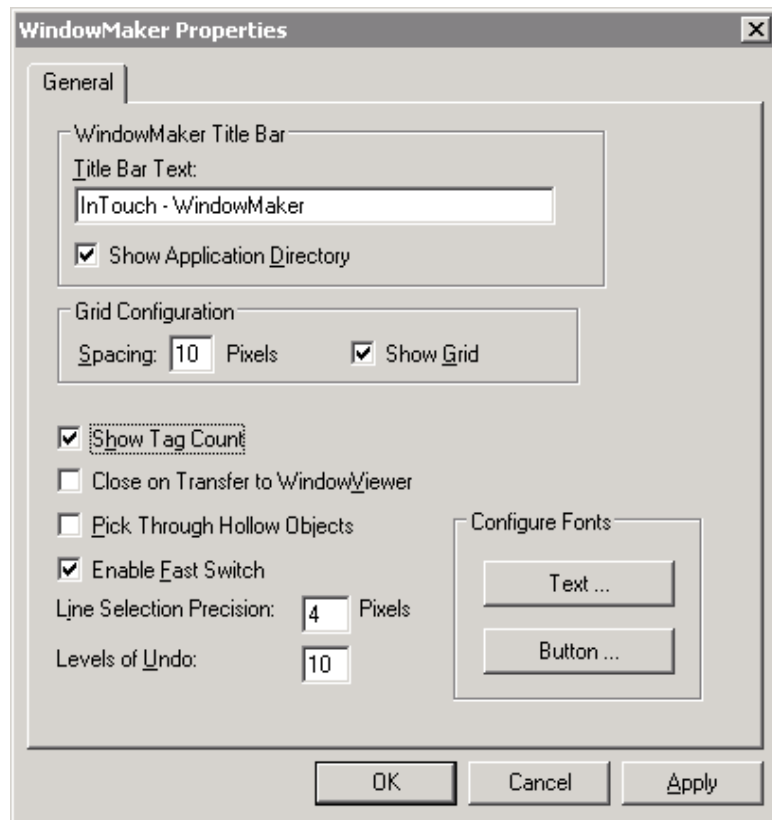 WindowMaker Properties
General
WindowMaker Title Bar
Title Bar Text:
InTouch - WindowMaker
Show Application Directory
Grid Configuration
Spacing: 10 Pixels Show Grid
Show Tag Count
Close on Transfer to WindowViewer
Pick Through Hollow Objects
Enable Fast Switch
Line Selection Precision: 4 Pixels
Levels of Undo: 10
Configure Fonts
Text ...
Button ...
OK Cancel Apply